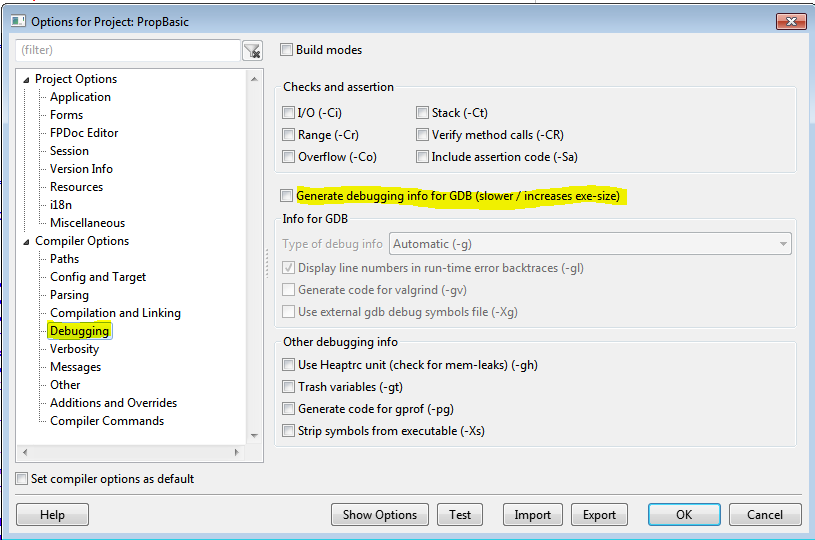 Options for Project: PropBasic
(filter)
Project Options
Application
Forms
FPDoc Editor
Session
Version Info
Resources
i18n
Miscellaneous
Compiler Options
Paths
Config and Target
Parsing
Compilation and Linking
Debugging
Verbosity
Messages
Other
Additions and Overrides
Compiler Commands
Set compiler options as default
Build modes
Checks and assertion
I/O (-Ci) Stack (-Ct)
Range (-Cr) Verify method calls (-CR)
Overflow (-Co) Include assertion code (-Sa)
Generate debugging info for GDB (slower / increases exe-size)
Info for GDB
Type of debug info Automatic (-g)
Display line numbers in run-time error backtraces (-gl)
Generate code for valgrind (-gv)
Use external gdb debug symbols file (-Xg)
Other debugging info
Use Heaptrc unit (check for mem-leaks) (-gh)
Trash variables (-gt)
Generate code for gprof (-pg)
Strip symbols from executable (-Xs)
Help Show Options Test Import Export OK Cancel